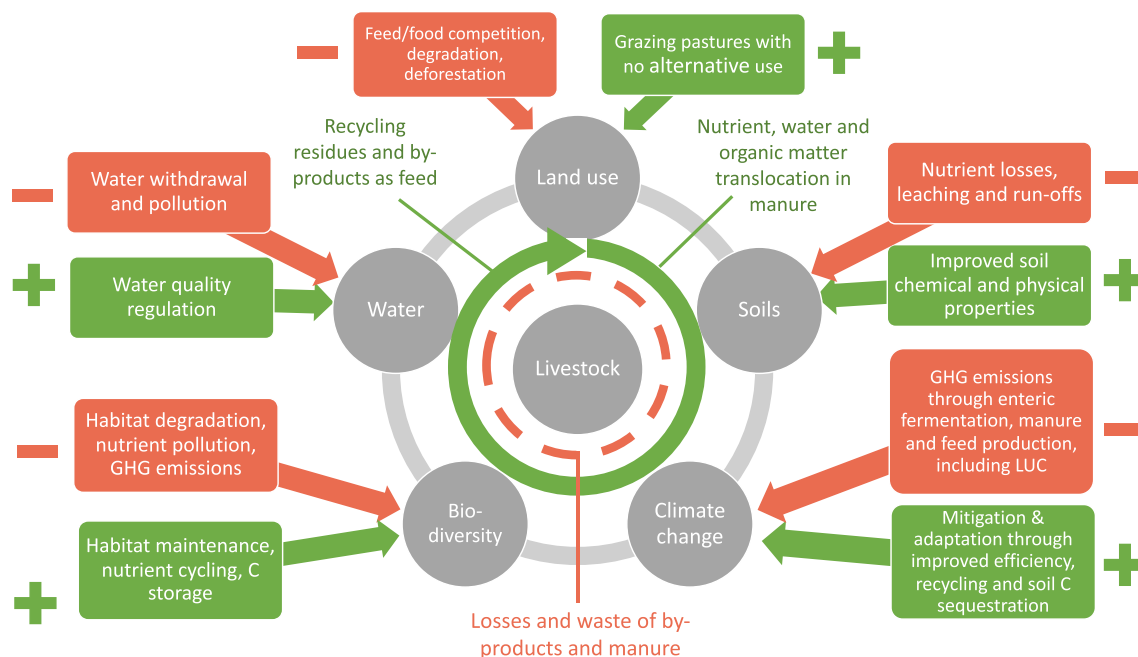 Feed/food competition,
degradation,
deforestation
Grazing pastures with
no alternative use
Recycling
residues and by-
products as feed
Nutrient, water and
organic matter
translocation in
manure
Land use
Water withdrawal
and pollution
Nutrient losses,
leaching and run-offs
Water quality
regulation
Improved soil
chemical and physical
properties
Water
Soils
Livestock
GHG emissions
through enteric
fermentation, manure
and feed production,
including LUC
Habitat degradation,
nutrient pollution,
GHG emissions
Bio-
diversity
Climate
change
Habitat maintenance,
nutrient cycling, C
storage
Mitigation &
adaptation through
improved efficiency,
recycling and soil C
sequestration
Losses and waste of by-
products and manure